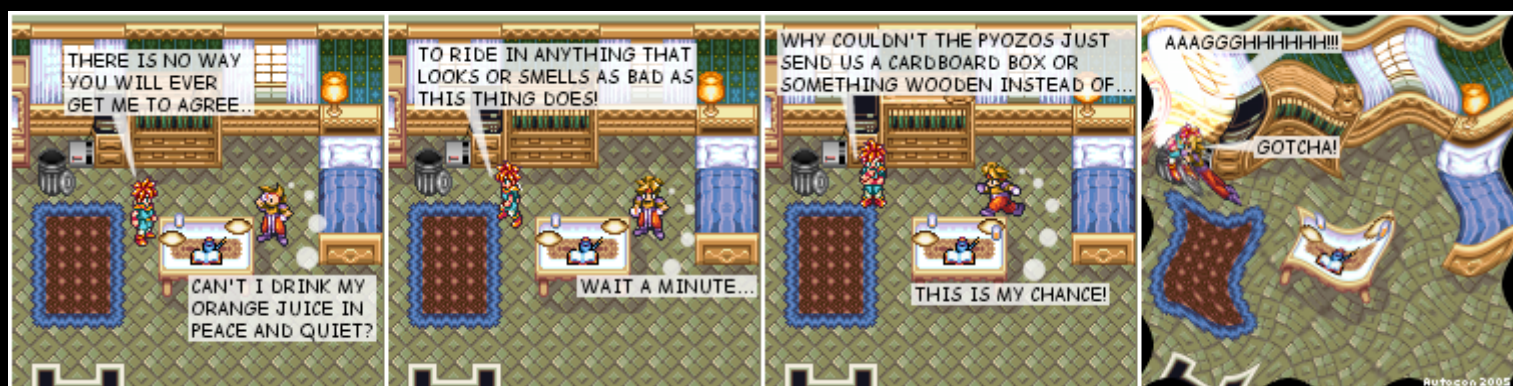 THERE IS NO WAY
YOU WILL EVER
GET ME TO AGREE...
CAN'T I DRINK MY
ORANGE JUICE IN
PEACE AND QUIET?
TO RIDE IN ANYTHING THAT
LOOKS OR SMELLS AS BAD AS
THIS THING DOES!
WAIT A MINUTE...
WHY COULDN'T THE PYOZOS JUST
SEND US A CARDBOARD BOX OR
SOMETHING WOODEN INSTEAD OF...
THIS IS MY CHANCE!
AAAGGGHHHHHH!!!
GOTCHA!
Autocon 2005